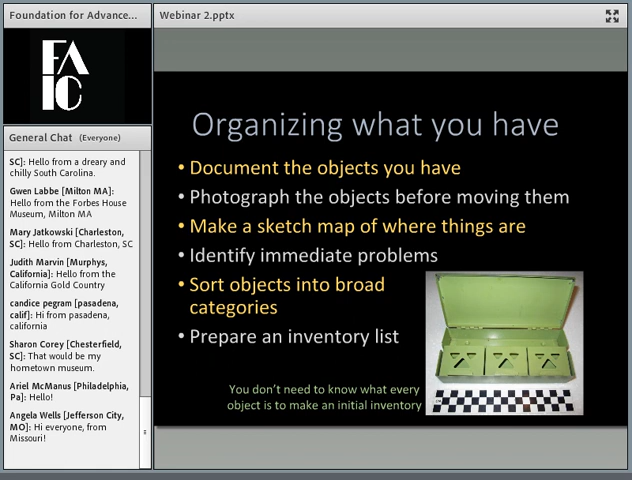 Foundation for Advance...
Webinar 2.pptx
FA
IC
General Chat (Everyone)
SC]: Hello from a dreary and
chilly South Carolina.
Gwen Labbe [Milton MA]:
Hello from the Forbes House
Museum, Milton MA
Mary Jatkowski [Charleston,
SC]: Hello from Charleston, SC
Judith Marvin [Murphys,
California]: Hello from the
California Gold Country
candice pegram [pasadena,
calif]: Hi from pasadena,
california
Sharon Corey [Chesterfield,
SC]: That would be my
hometown museum.
Ariel McManus [Philadelphia,
Pa]: Hello!
Angela Wells [Jefferson City,
MO]: Hi everyone, from
Missouri!
Organizing what you have
• Document the objects you have
• Photograph the objects before moving them
• Make a sketch map of where things are
• Identify immediate problems
• Sort objects into broad
categories
• Prepare an inventory list
You don't need to know what every
object is to make an initial inventory